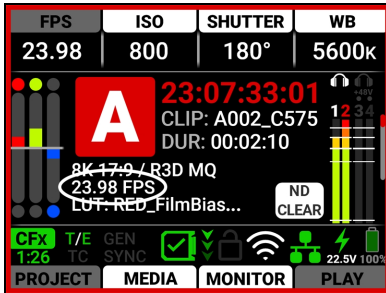 FPS ISO SHUTTER WB
23.98 800 180° 5600K
A
23:07:33:01
CLIP: A002_C575
DUR: 00:02:10
+48V
1 2 3 4
8K 17:9 / R3D MQ
23.98 FPS
LUT: RED_FilmBias...
ND
CLEAR
CFx T/E GEN
1:26 TC SYNC
22.5V 100%
PROJECT MEDIA MONITOR PLAY